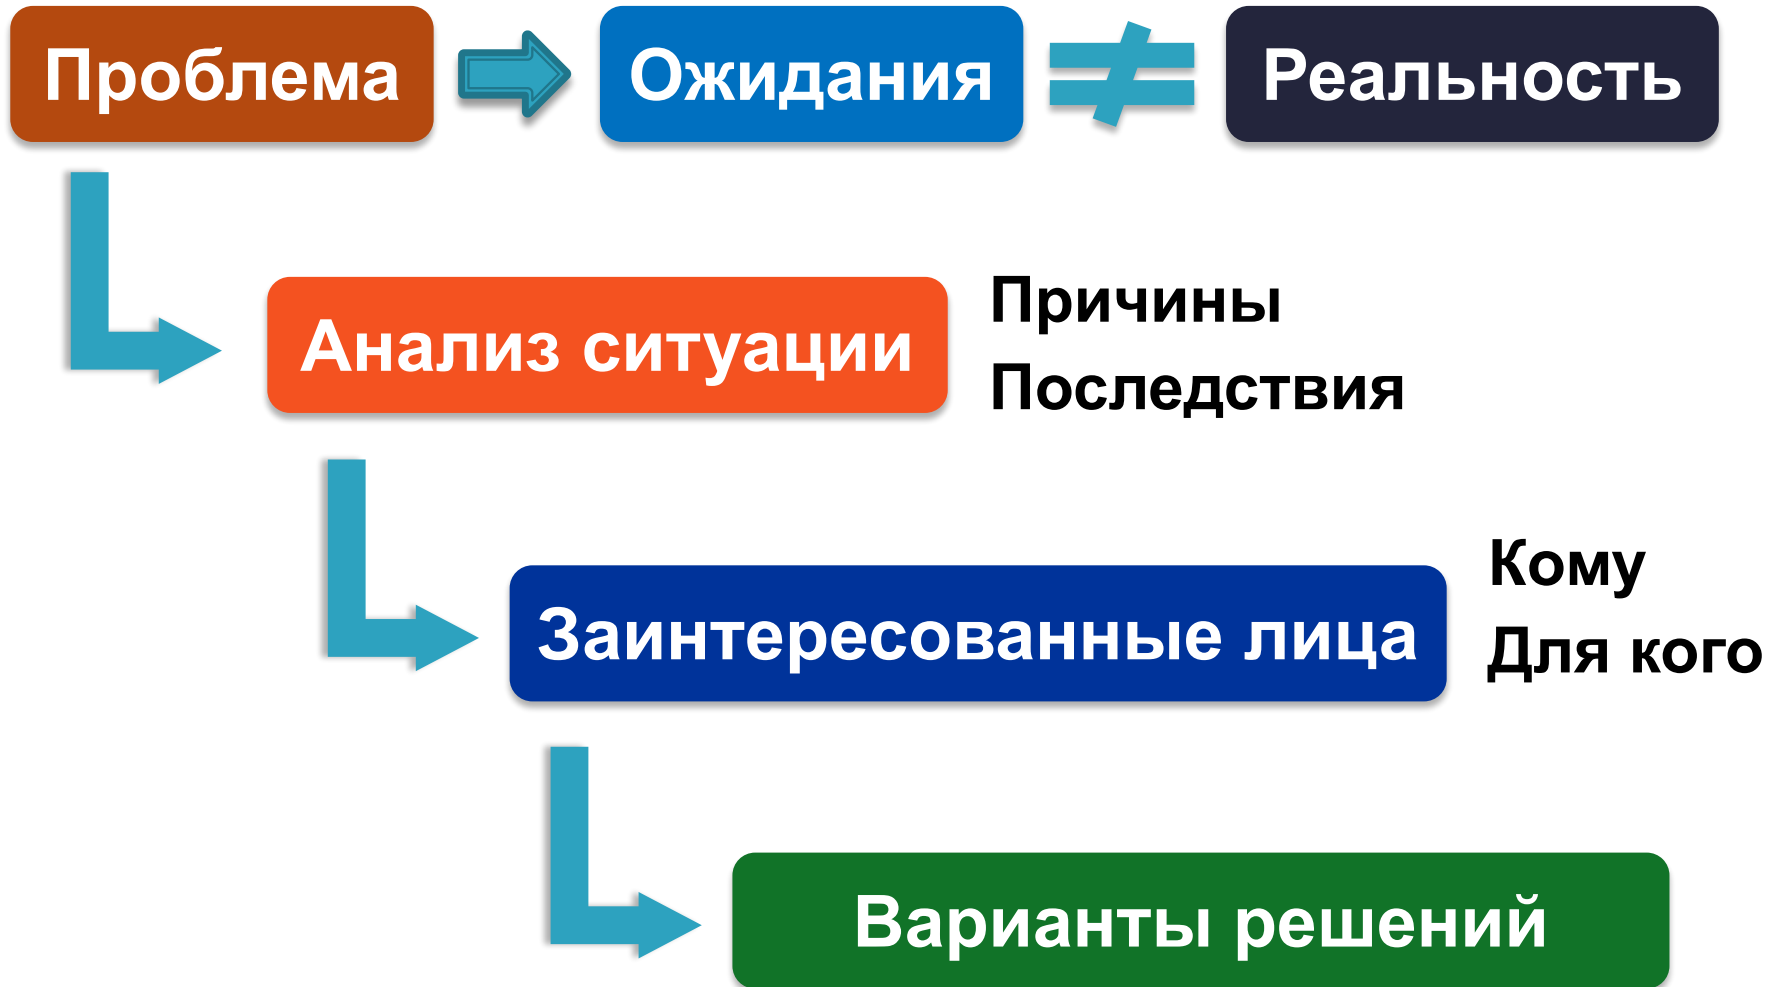 Проблема
Ожидания
Реальность
Анализ ситуации
Причины
Последствия
Заинтересованные лица
Кому
Для кого
Варианты решений